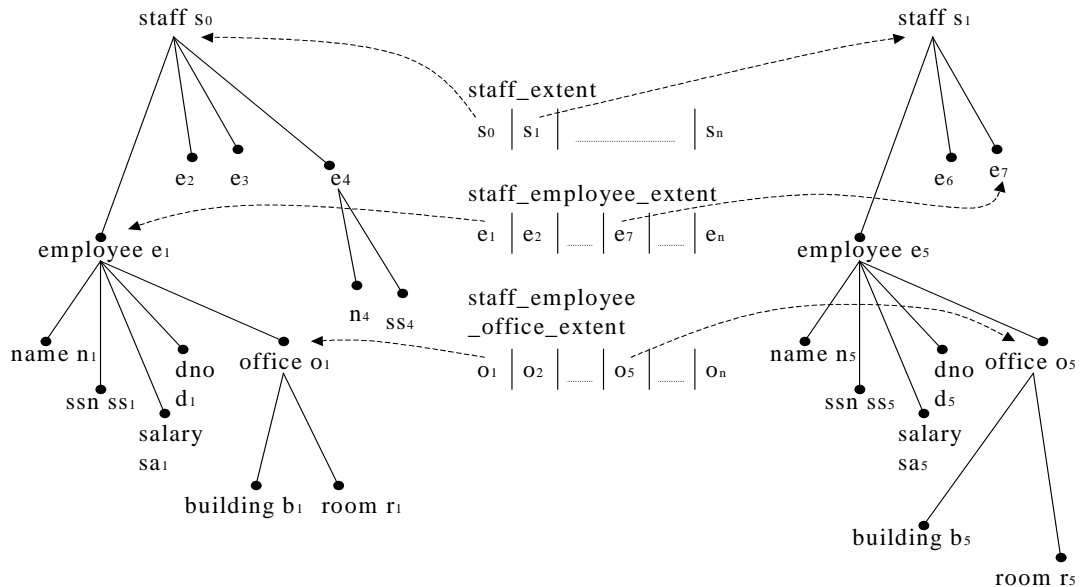 staff s0
staff s1
staff_extent
s0 s1 sn
e2 e3 e4
e6 e7
staff_employee_extent
e1 e2 e7 en
employee e1
employee e5
n4 ss4
staff_employee
_office_extent
o1 o2 o5 on
name n1
ssn ss1
dno
d1
salary
sa1
office o1
building b1 room r1
name n5
ssn ss5
dno
d5
salary
sa5
office o5
building b5
room r5